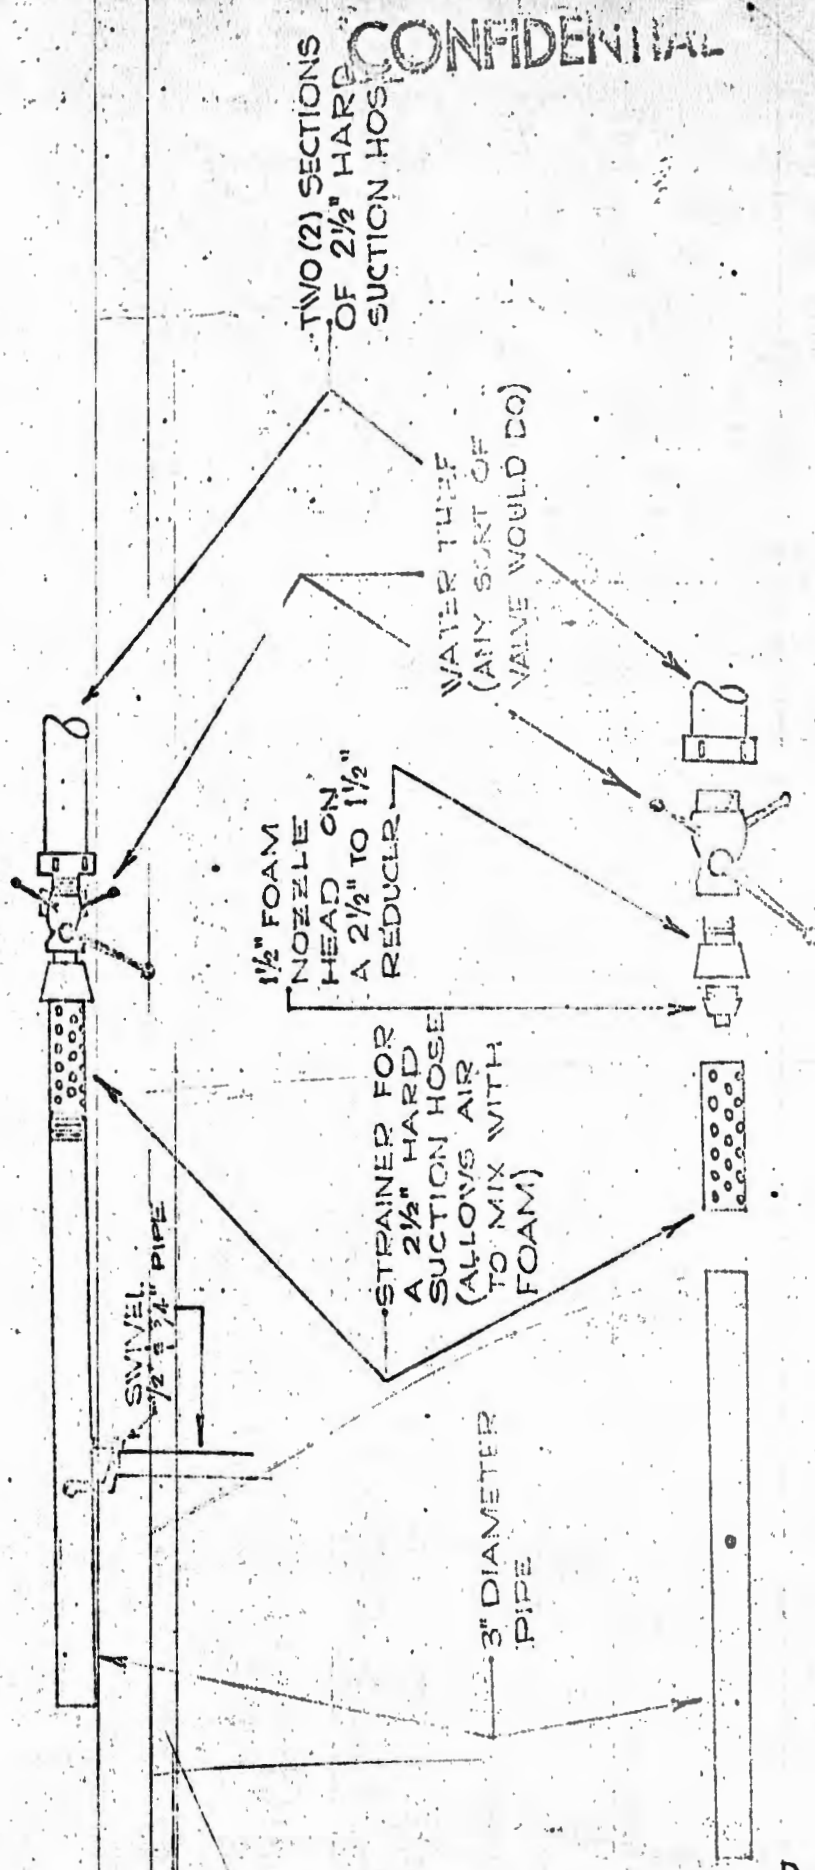 CONFIDENTIAL
TWO (2) SECTIONS
OF 2½" HARD
SUCTION HOSE
WATER THIEF
(ANY SORT OF
VALVE WOULD DO)
1½" FOAM
NOZZLE
HEAD ON
A 2½" TO 1½"
REDUCER
STRAINER FOR
A 2½" HARD
SUCTION HOSE
(ALLOWS AIR
TO MIX WITH
FOAM)
SWIVEL
PIPE
3" DIAMETER
PIPE